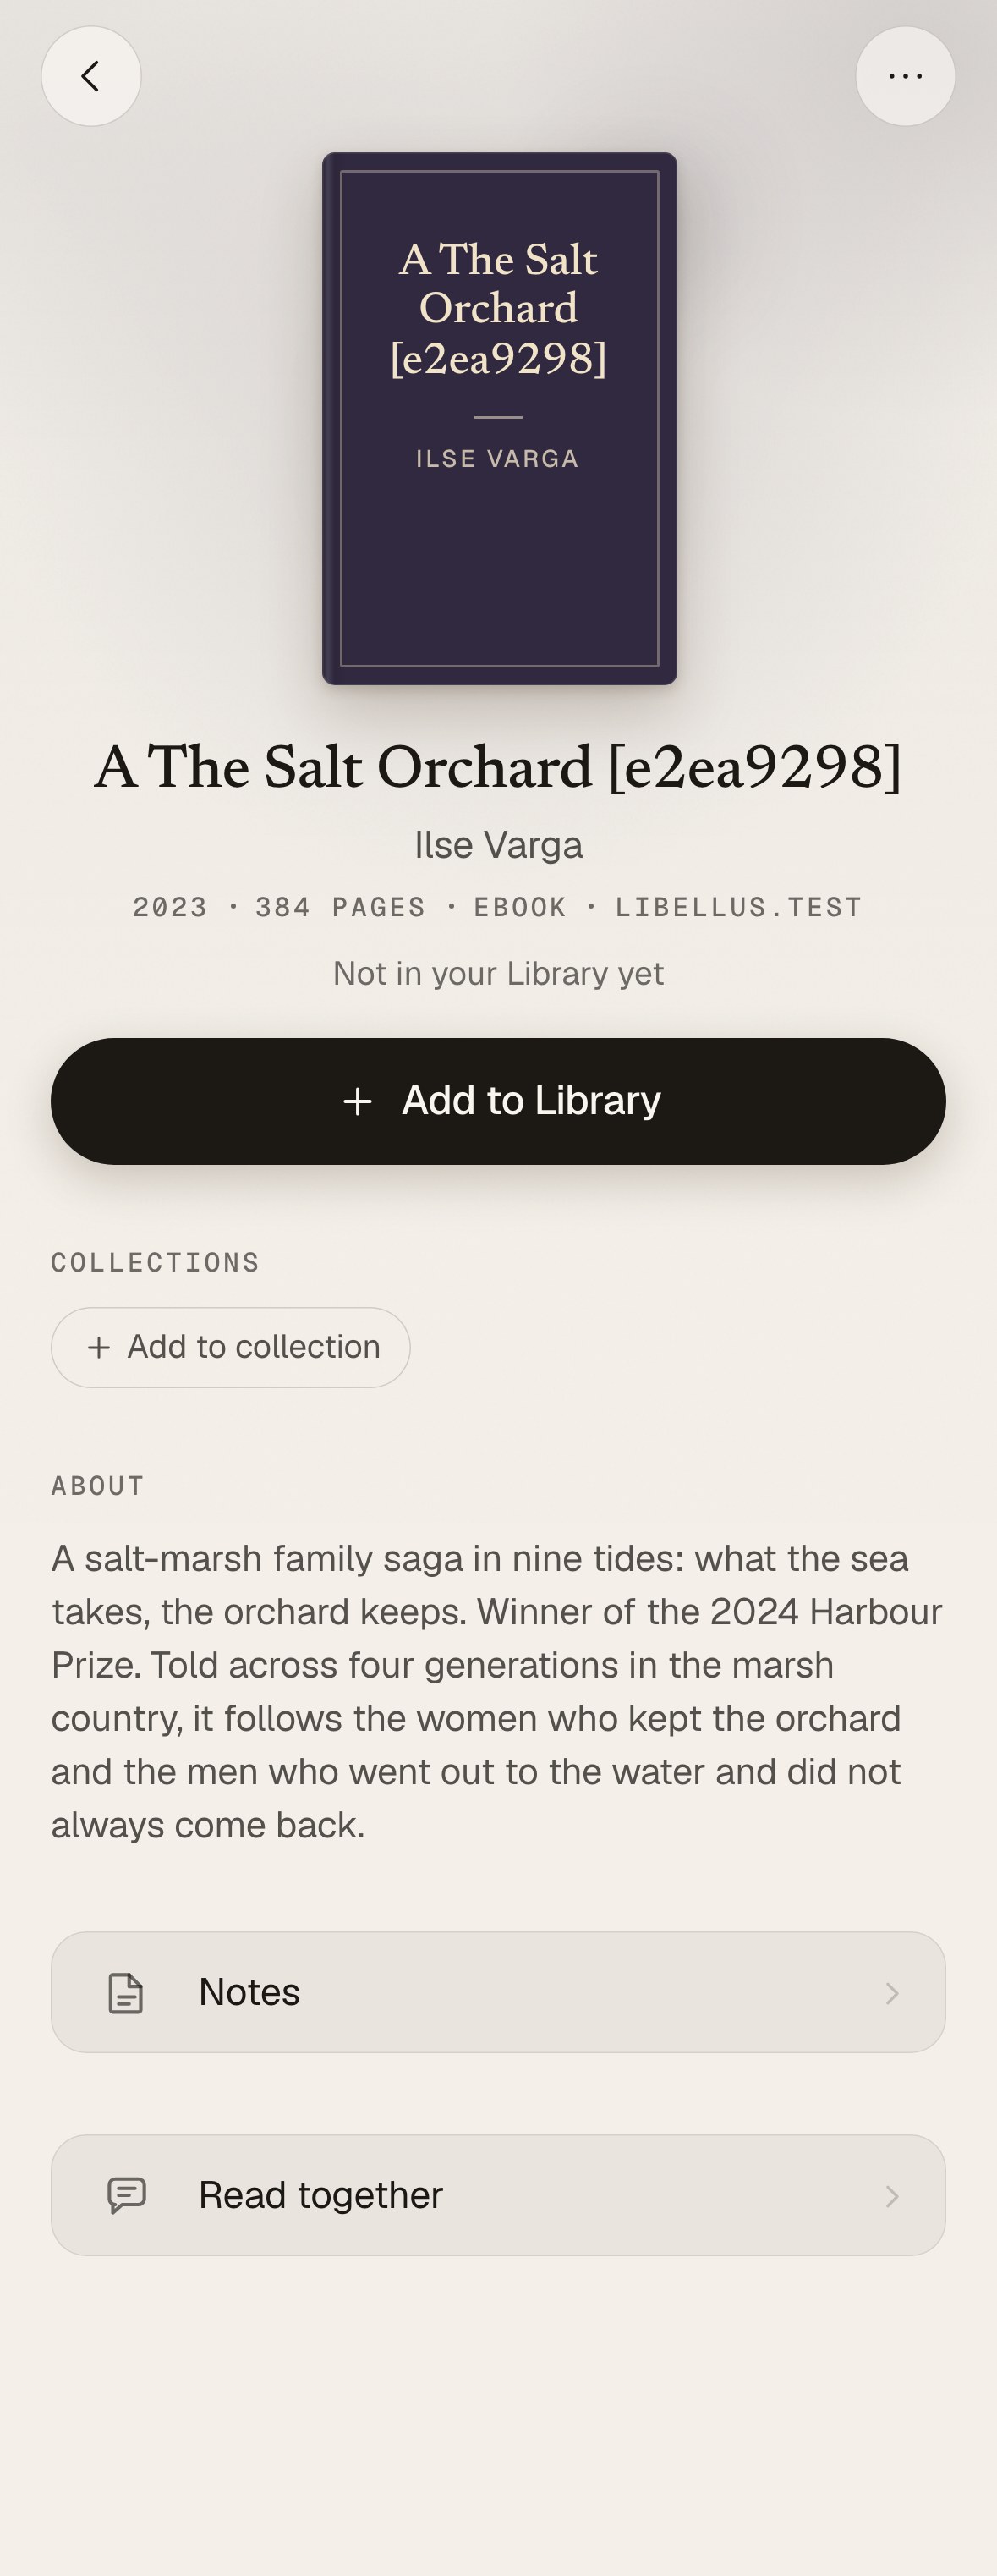 A The Salt
Orchard
[e2ea9298]
ILSE VARGA
A The Salt Orchard [e2ea9298]
Ilse Varga
2023 · 384 PAGES · EBOOK · LIBELLUS.TEST
Not in your Library yet
+ Add to Library
COLLECTIONS
+ Add to collection
ABOUT
A salt-marsh family saga in nine tides: what the sea
takes, the orchard keeps. Winner of the 2024 Harbour
Prize. Told across four generations in the marsh
country, it follows the women who kept the orchard
and the men who went out to the water and did not
always come back.
Notes
Read together